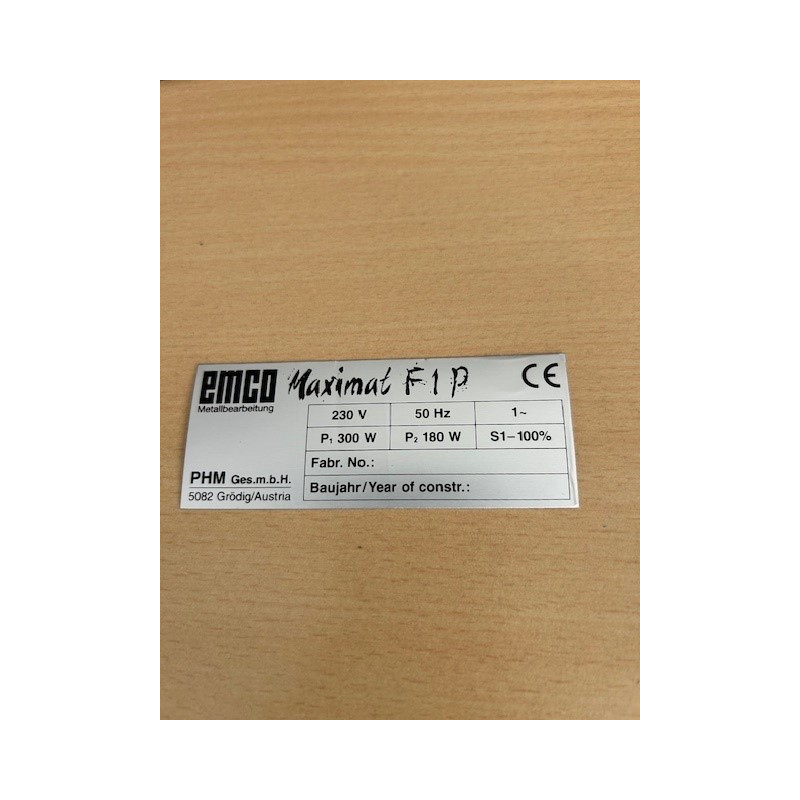 emco Maximat F1P CE
Metallbearbeitung
230 V 50 Hz 1~
P₁ 300 W P₂ 180 W S1-100%
Fabr. No.:
PHM Ges.m.b.H.
Baujahr/Year of constr.:
5082 Grödig/Austria